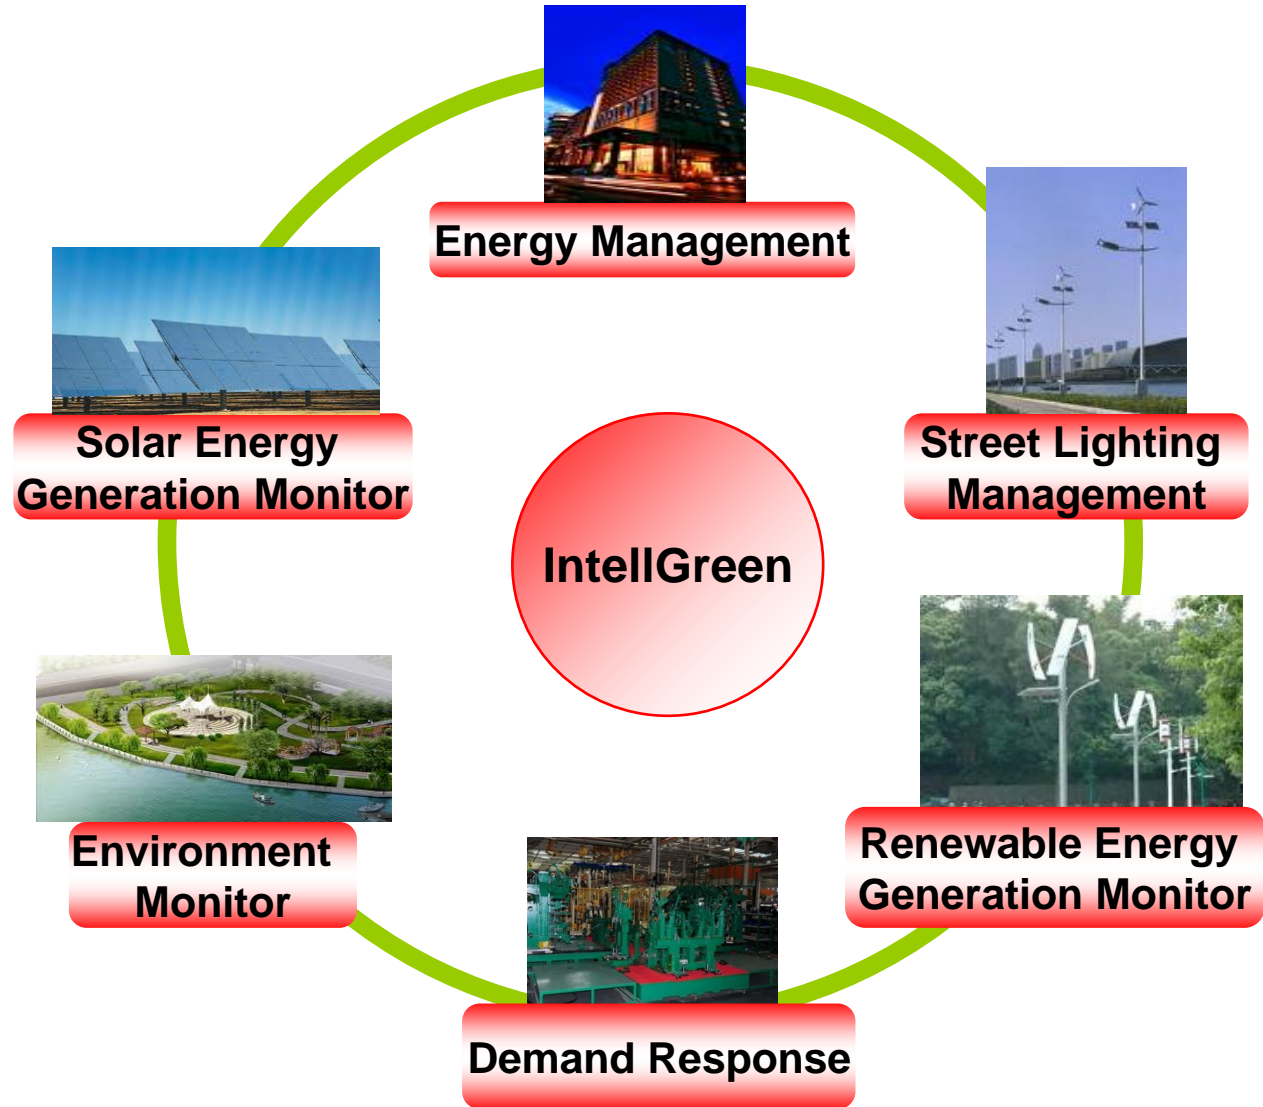 Energy Management
Solar Energy
Generation Monitor
Street Lighting
Management
IntellGreen
Environment
Monitor
Renewable Energy
Generation Monitor
Demand Response